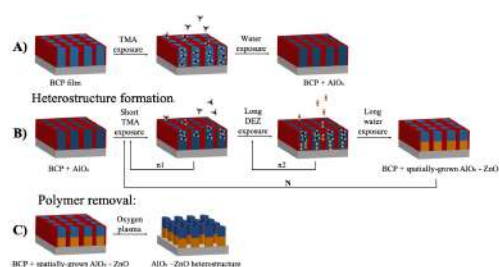 A)
TMA
exposure
Water
exposure
BCP film
BCP + AlOₓ
Heterostructure formation
B)
Short
TMA
exposure
Long
DEZ
exposure
Long
water
exposure
BCP + AlOₓ
n1
n2
BCP + spatially-grown AlOₓ - ZnO
N
Polymer removal:
C)
Oxygen
plasma
BCP + spatially-grown AlOₓ - ZnO
AlOₓ –ZnO heterostructure